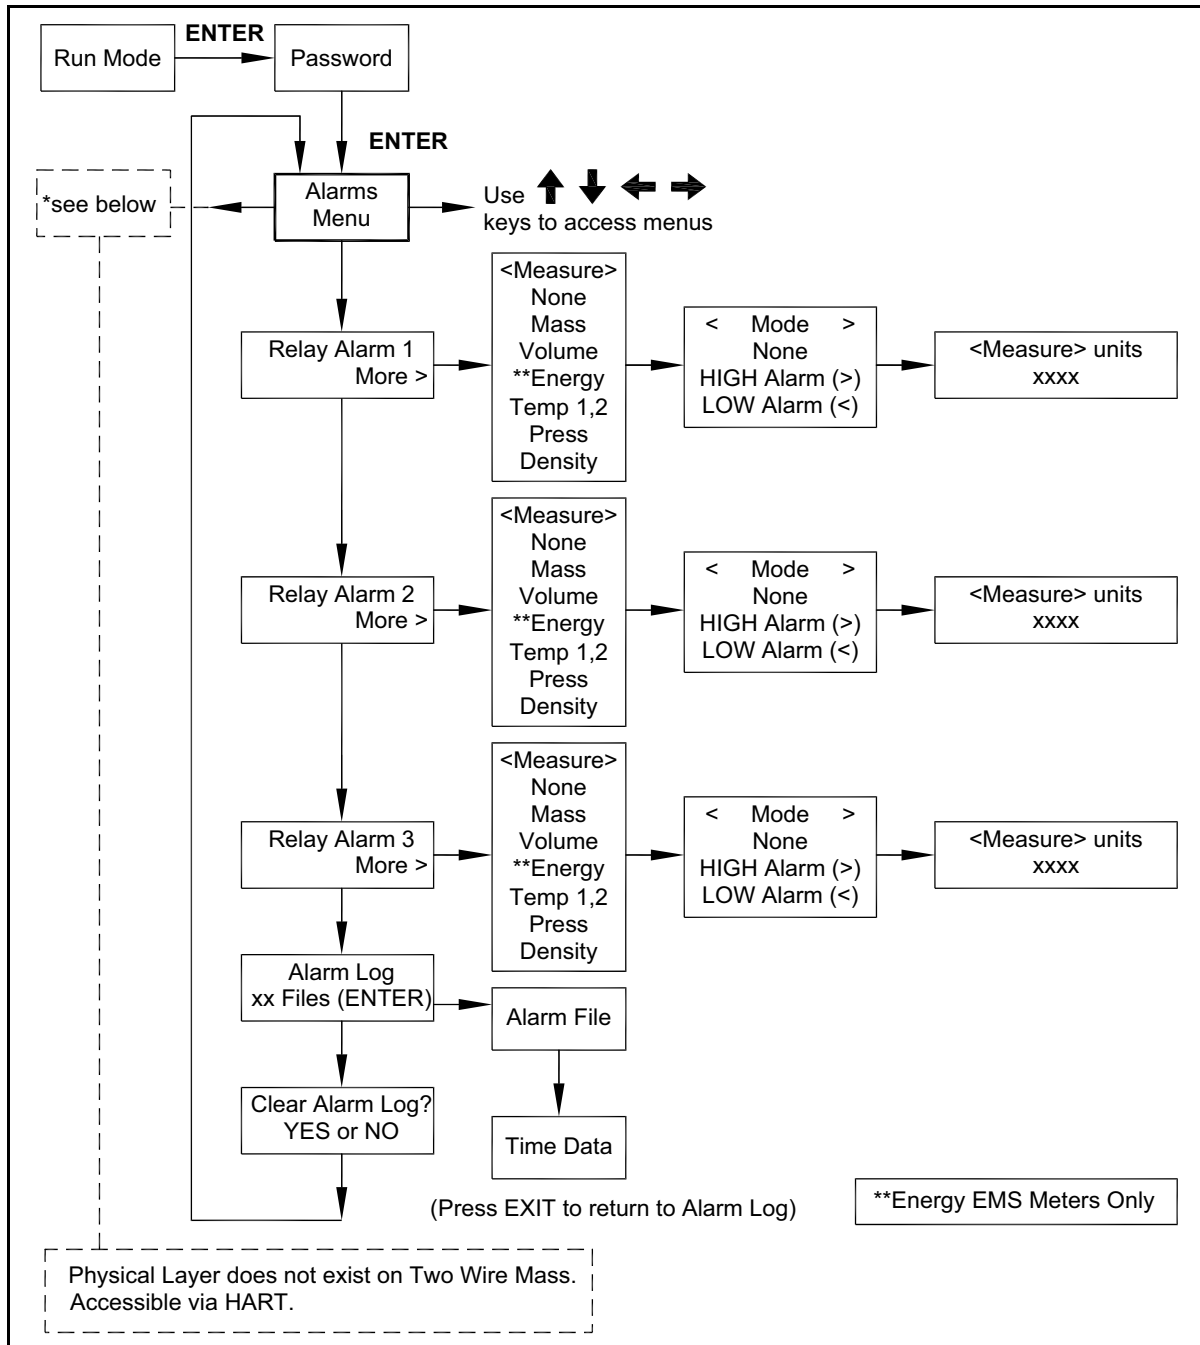 ENTER
Run Mode
Password
ENTER
*see below
Alarms
Menu
Use
keys to access menus
Relay Alarm 1
More >
<Measure>
None
Mass
Volume
**Energy
Temp 1,2
Press
Density
< Mode >
None
HIGH Alarm (>)
LOW Alarm (<)
<Measure> units
xxxx
Relay Alarm 2
More >
<Measure>
None
Mass
Volume
**Energy
Temp 1,2
Press
Density
< Mode >
None
HIGH Alarm (>)
LOW Alarm (<)
<Measure> units
xxxx
Relay Alarm 3
More >
<Measure>
None
Mass
Volume
**Energy
Temp 1,2
Press
Density
< Mode >
None
HIGH Alarm (>)
LOW Alarm (<)
<Measure> units
xxxx
Alarm Log
xx Files (ENTER)
Alarm File
Clear Alarm Log?
YES or NO
Time Data
(Press EXIT to return to Alarm Log)
**Energy EMS Meters Only
Physical Layer does not exist on Two Wire Mass.
Accessible via HART.